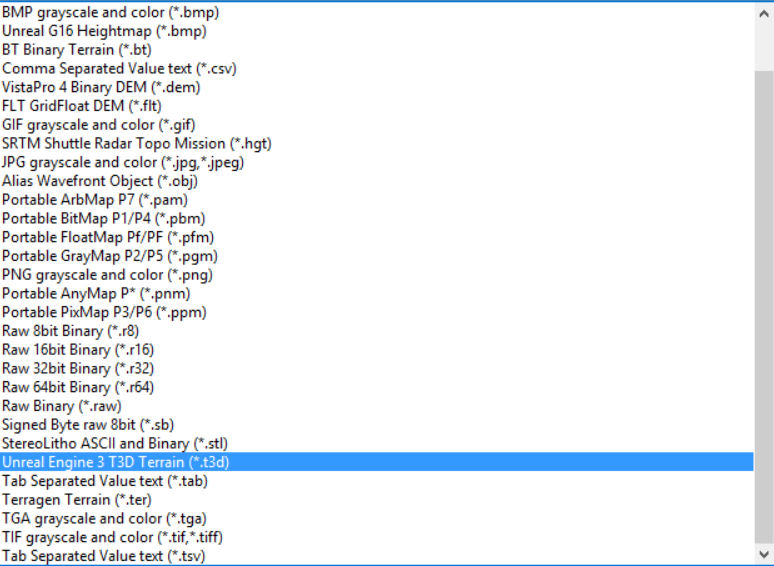 BMP grayscale and color (*.bmp)
Unreal G16 Heightmap (*.bmp)
BT Binary Terrain (*.bt)
Comma Separated Value text (*.csv)
VistaPro 4 Binary DEM (*.dem)
FLT GridFloat DEM (*.flt)
GIF grayscale and color (*.gif)
SRTM Shuttle Radar Topo Mission (*.hgt)
JPG grayscale and color (*.jpg,*.jpeg)
Alias Wavefront Object (*.obj)
Portable ArbMap P7 (*.pam)
Portable BitMap P1/P4 (*.pbm)
Portable FloatMap Pf/PF (*.pfm)
Portable GrayMap P2/P5 (*.pgm)
PNG grayscale and color (*.png)
Portable AnyMap P* (*.pnm)
Portable PixMap P3/P6 (*.ppm)
Raw 8bit Binary (*.r8)
Raw 16bit Binary (*.r16)
Raw 32bit Binary (*.r32)
Raw 64bit Binary (*.r64)
Raw Binary (*.raw)
Signed Byte raw 8bit (*.sb)
StereoLitho ASCII and Binary (*.stl)
Unreal Engine 3 T3D Terrain (*.t3d)
Tab Separated Value text (*.tab)
Terragen Terrain (*.ter)
TGA grayscale and color (*.tga)
TIF grayscale and color (*.tif,*.tiff)
Tab Separated Value text (*.tsv)